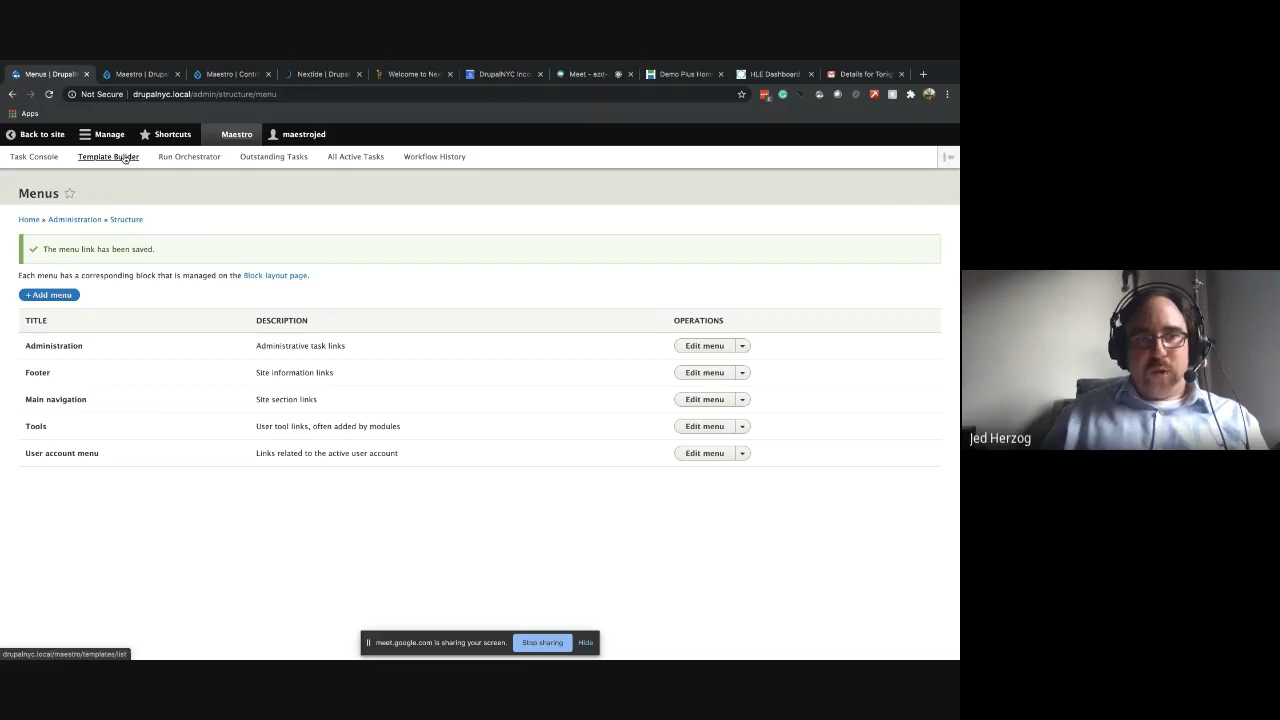 Menus | Drupal
Maestro | Drup
Maestro | Contr
Nextide | Drupal
Welcome to Nex
DrupalNYC Inco
Meet - ezd-
Demo Plus Hom
HLE Dashboard
Details for Tonig
Not Secure | drupalnyc.local/admin/structure/menu
Apps
Back to site
Manage
Shortcuts
Maestro
maestrojed
Task Console
Template Builder
Run Orchestrator
Outstanding Tasks
All Active Tasks
Workflow History
Menus
Home » Administration » Structure
The menu link has been saved.
Each menu has a corresponding block that is managed on the Block layout page.
+ Add menu
TITLE DESCRIPTION OPERATIONS
Administration Administrative task links Edit menu
Footer Site information links Edit menu
Main navigation Site section links Edit menu
Tools User tool links, often added by modules Edit menu
User account menu Links related to the active user account Edit menu
Jed Herzog
meet.google.com is sharing your screen. Stop sharing Hide
drupalnyc.local/maestro/templates/list